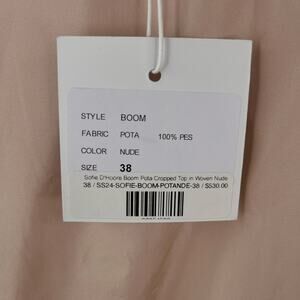 STYLE BOOM
FABRIC POTA 100% PES
COLOR NUDE
SIZE 38
Sofie D'Hoore Boom Pota Cropped Top in Woven Nude
38 / SS24-SOFIE-BOOM-POTANDE-38 / $530.00